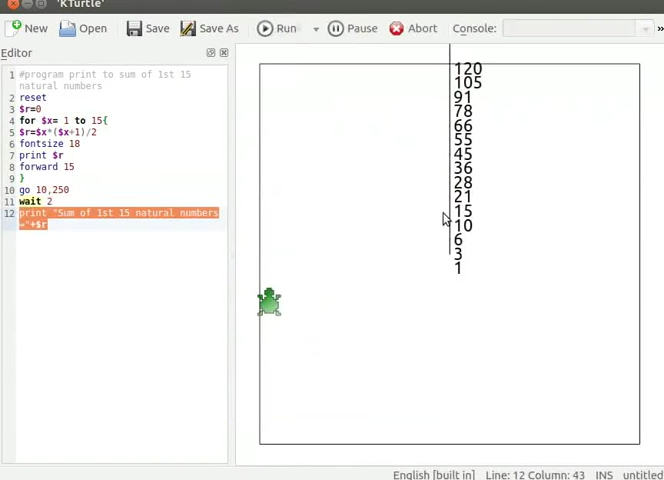 'KTurtle'
New Open Save Save As Run Pause Abort Console: »
Editor
1 #program print to sum of 1st 15
natural numbers
2 reset
3 $r=0
4 for $x= 1 to 15{
5 $r=$x*($x+1)/2
6 fontsize 18
7 print $r
8 forward 15
9 }
10 go 10,250
11 wait 2
12 print "Sum of 1st 15 natural numbers
="+$r
120
105
91
78
66
55
45
36
28
21
15
10
6
3
1
English [built in] Line: 12 Column: 43 INS untitled